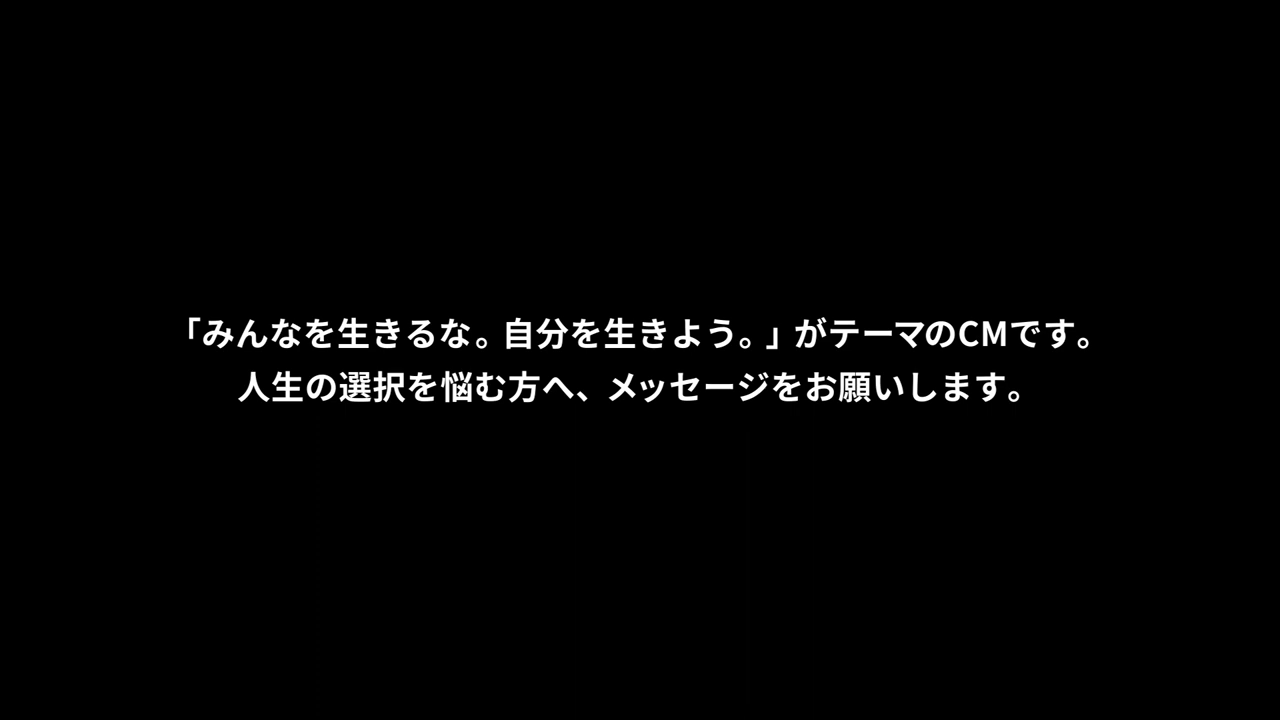 「みんなを生きるな。自分を生きよう。」がテーマのCMです。
人生の選択を悩む方へ、メッセージをお願いします。